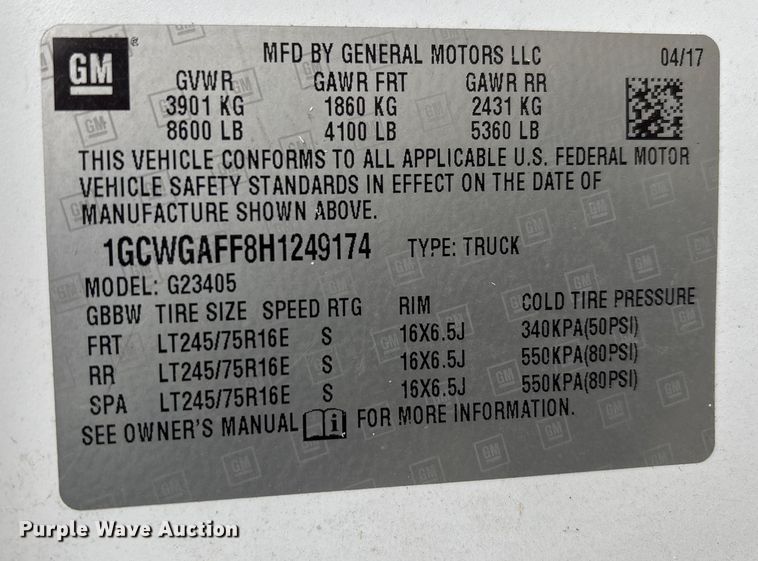 GM
MFD BY GENERAL MOTORS LLC 04/17
GVWR GAWR FRT GAWR RR
3901 KG 1860 KG 2431 KG
8600 LB 4100 LB 5360 LB
THIS VEHICLE CONFORMS TO ALL APPLICABLE U.S. FEDERAL MOTOR
VEHICLE SAFETY STANDARDS IN EFFECT ON THE DATE OF
MANUFACTURE SHOWN ABOVE.
1GCWGAFF8H1249174 TYPE: TRUCK
MODEL: G23405
GBBW TIRE SIZE SPEED RTG RIM COLD TIRE PRESSURE
FRT LT245/75R16E S 16X6.5J 340KPA(50PSI)
RR LT245/75R16E S 16X6.5J 550KPA(80PSI)
SPA LT245/75R16E S 16X6.5J 550KPA(80PSI)
SEE OWNER'S MANUAL i FOR MORE INFORMATION.
Purple Wave Auction